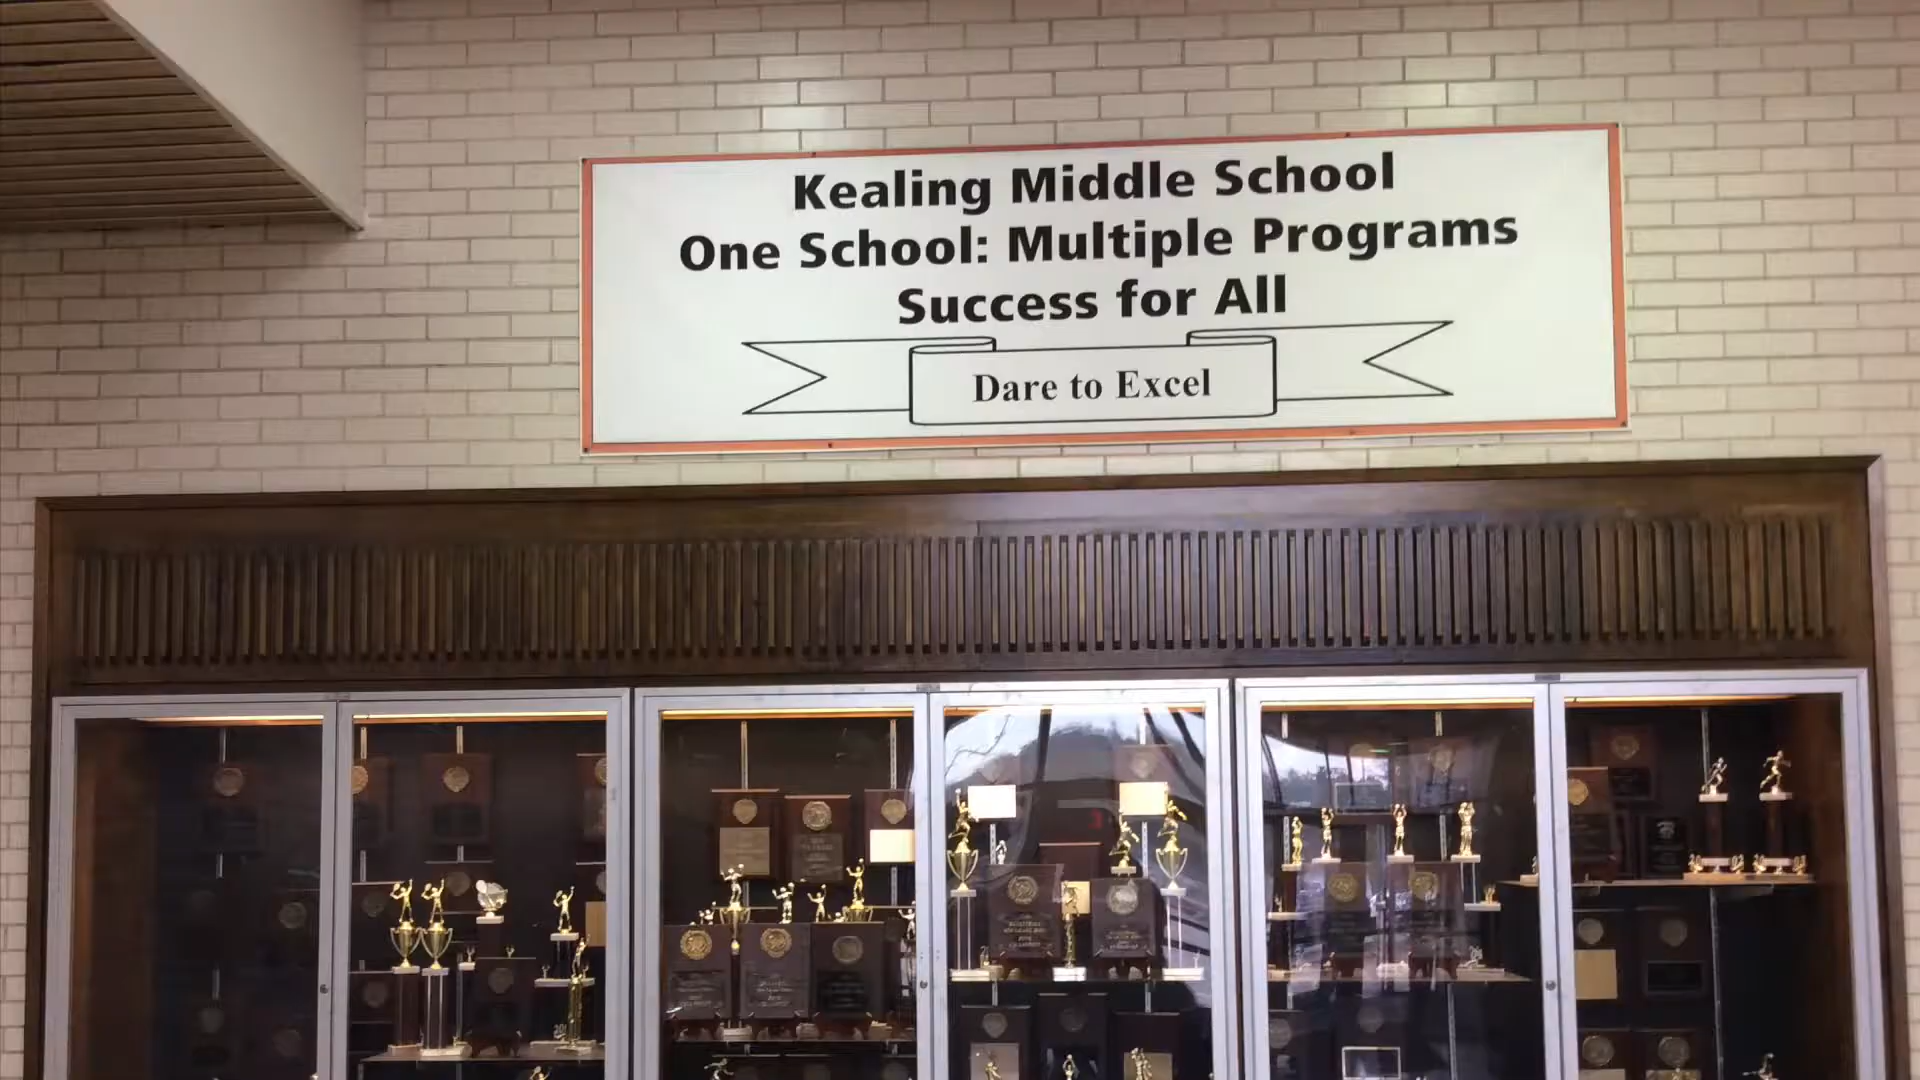 Kealing Middle School
One School: Multiple Programs
Success for All
Dare to Excel